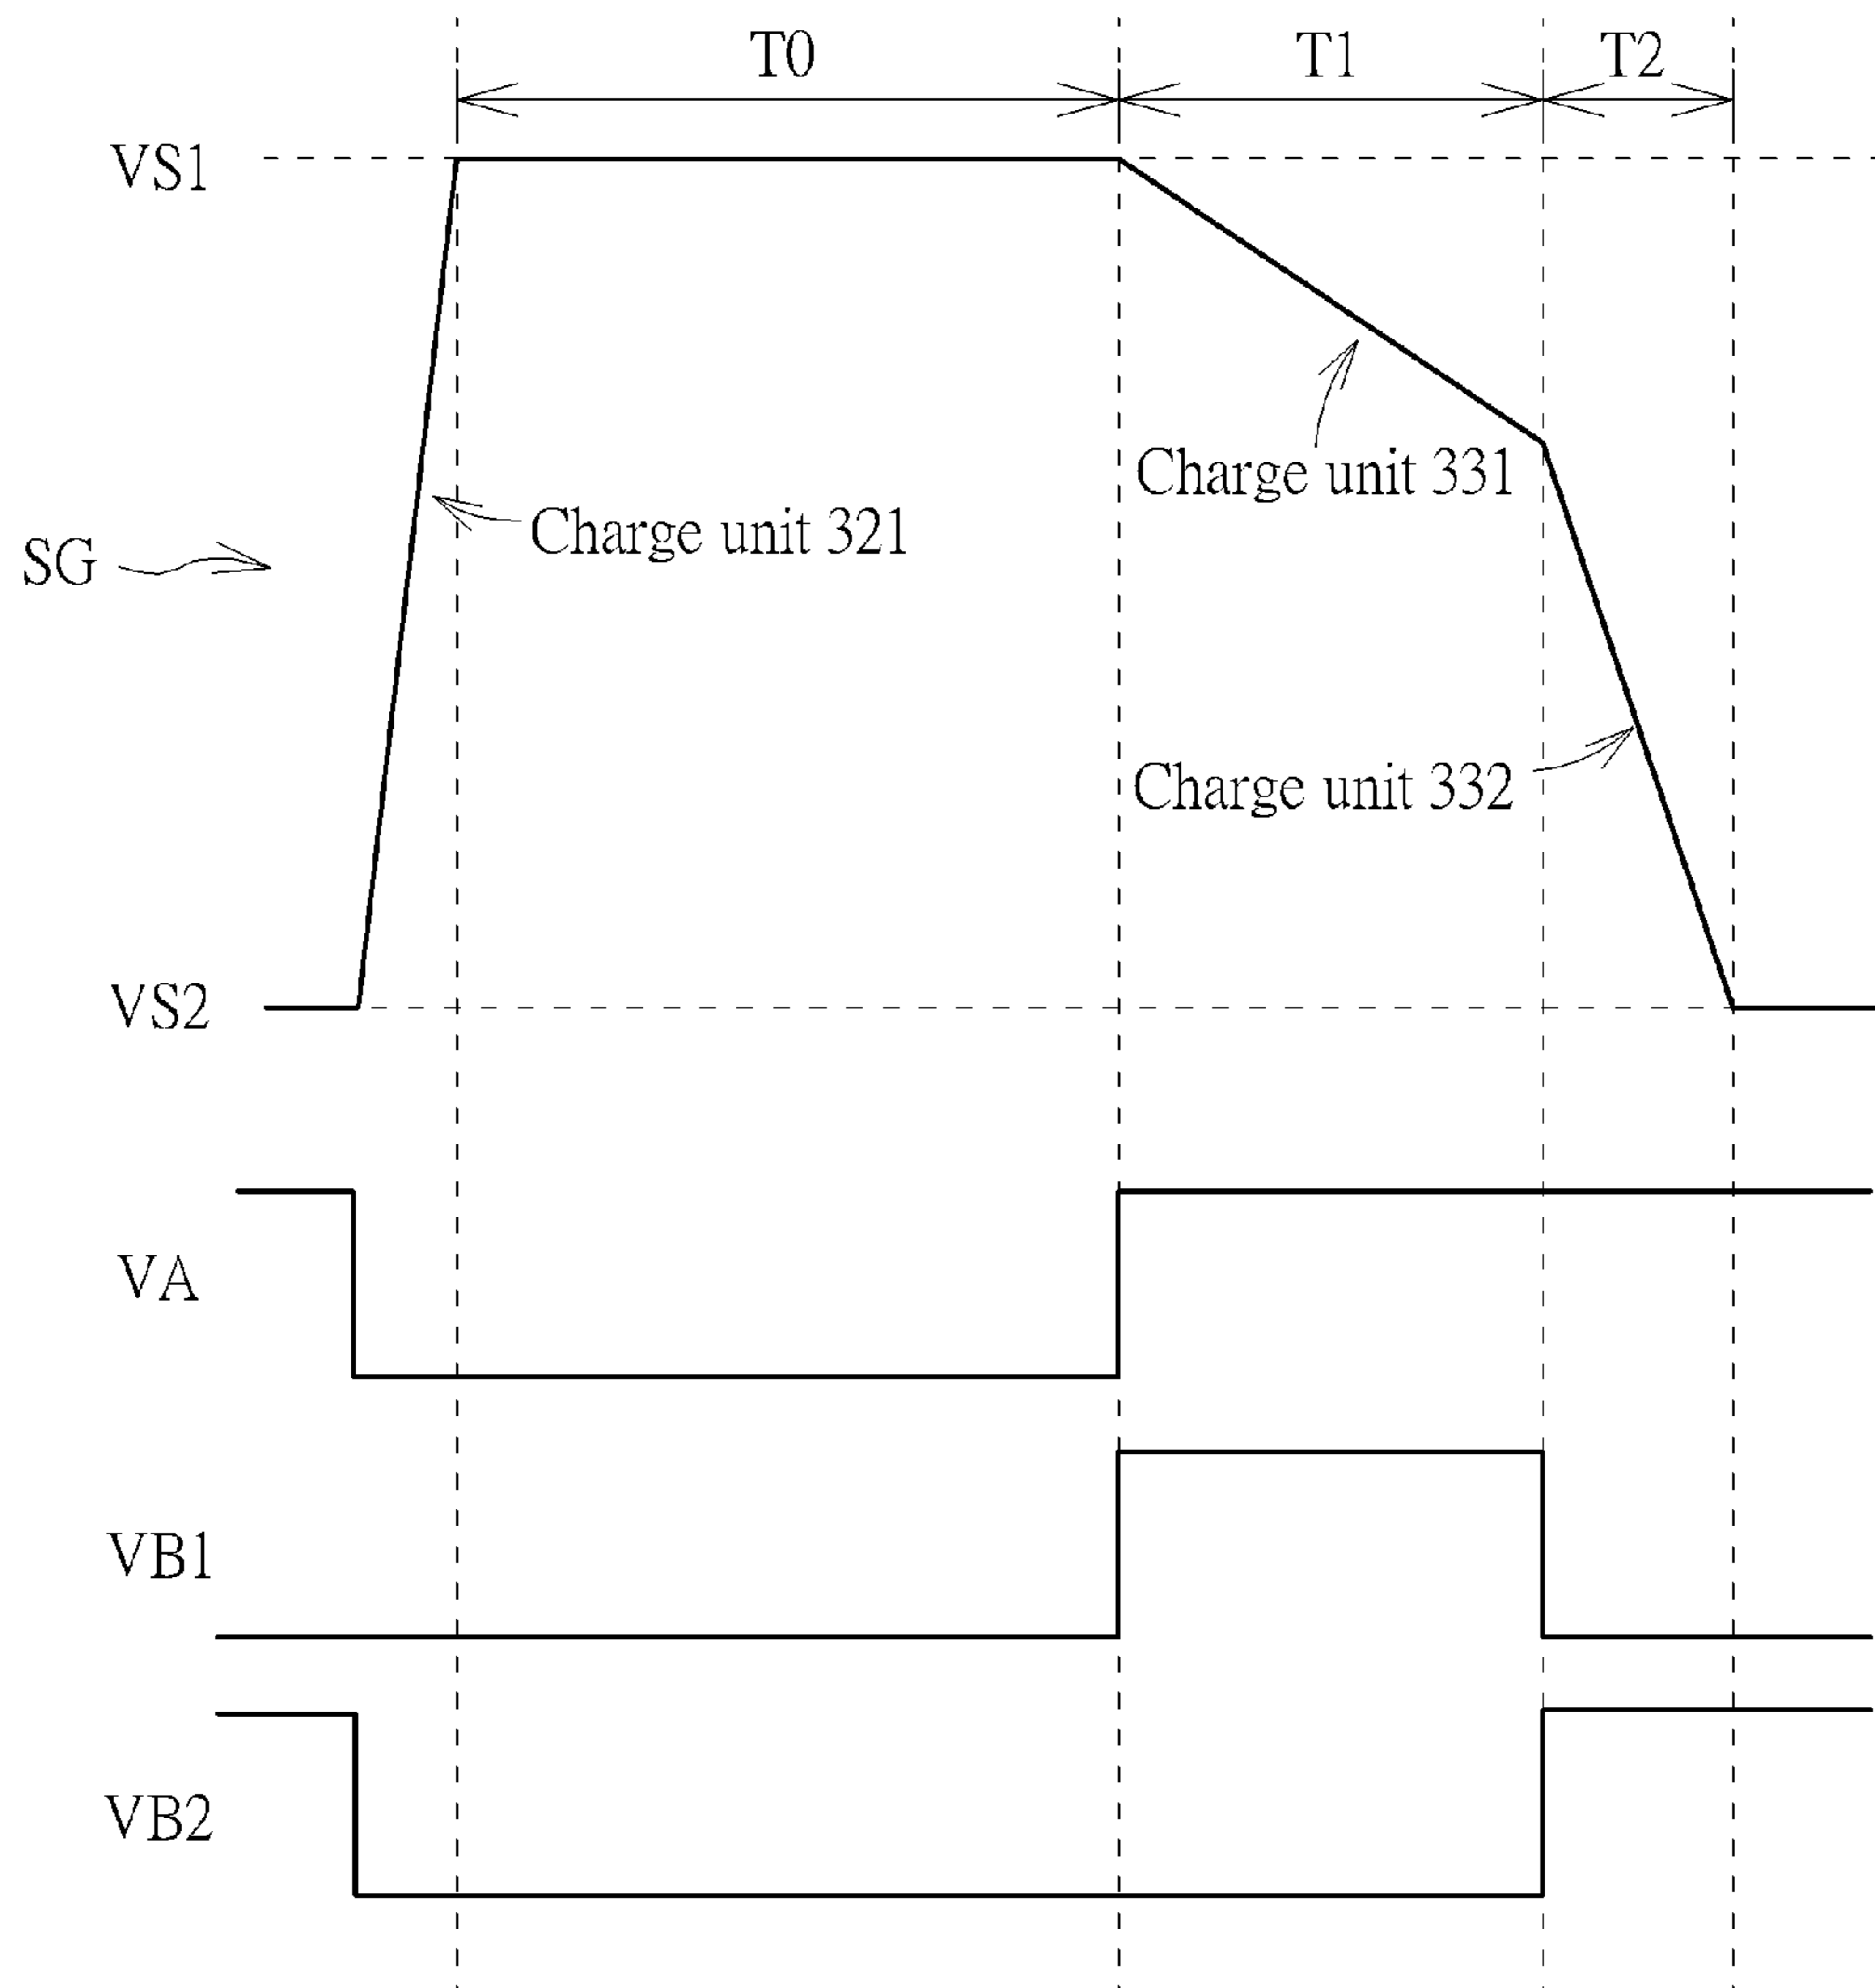 T0
T1
T2
VS1
Charge unit 331
Charge unit 321
SG
Charge unit 332
VS2
VA
VB1
VB2